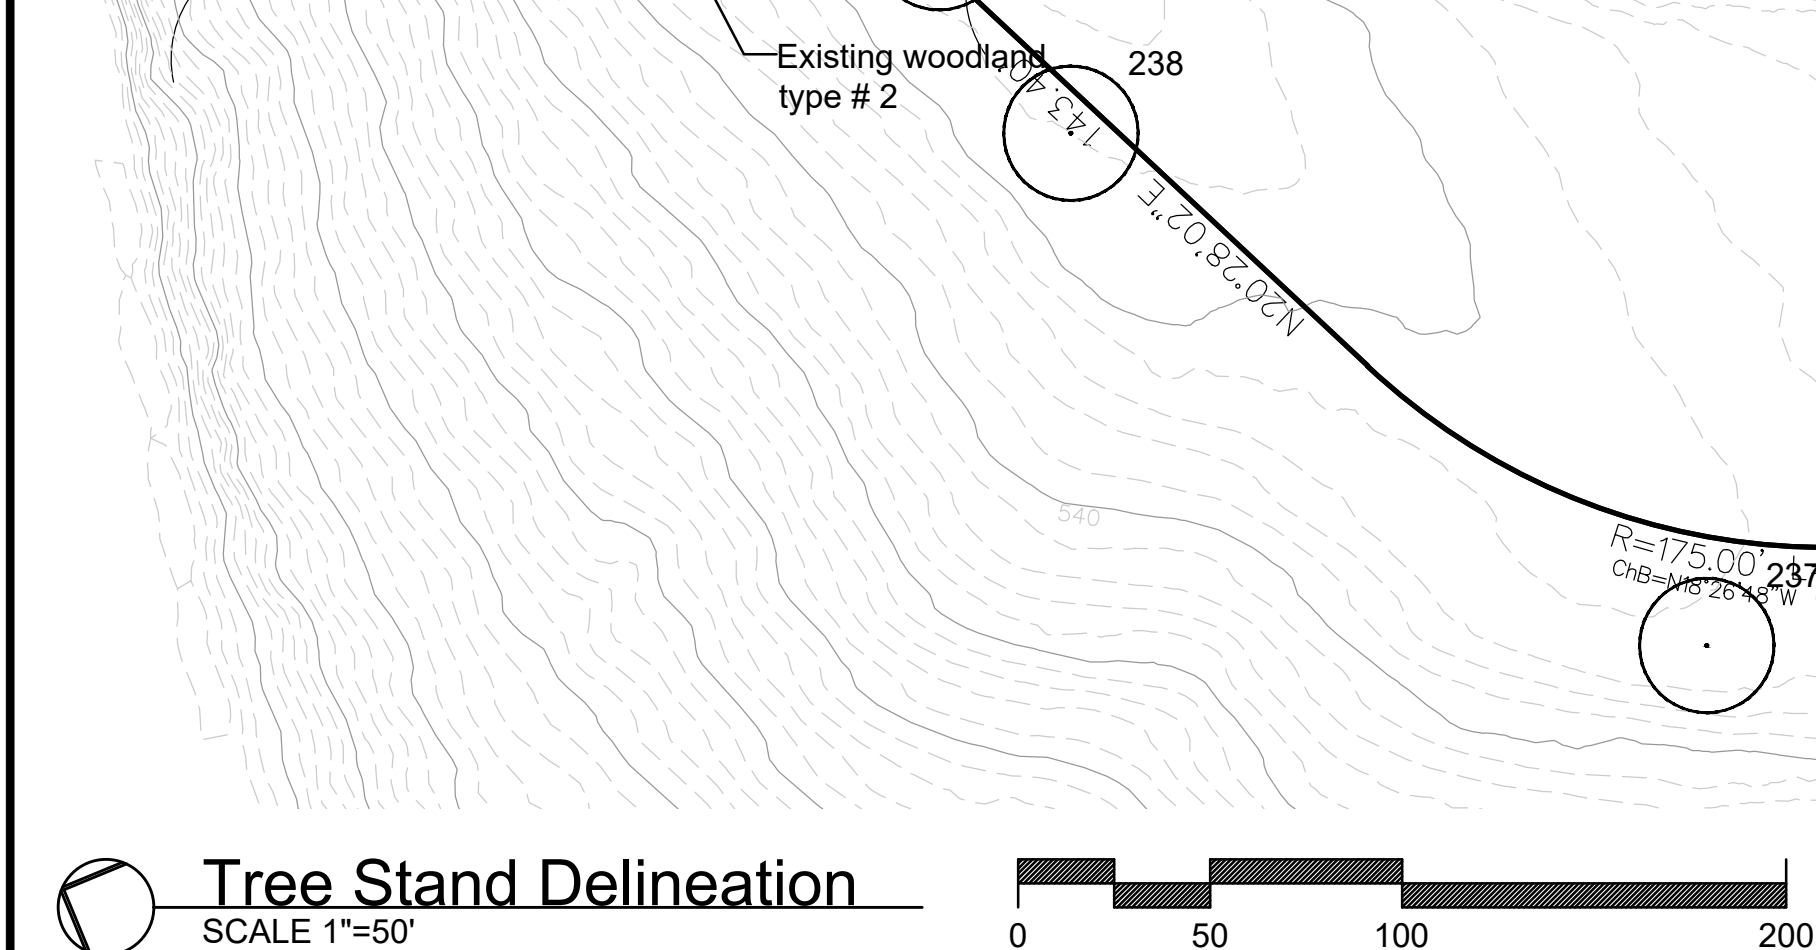 Existing woodland
type # 2
238
143.40'
N20°28'02"E
540
R=175.00'
ChB=N18°26'48"W
237
Tree Stand Delineation
SCALE 1"=50'
0 50 100 200